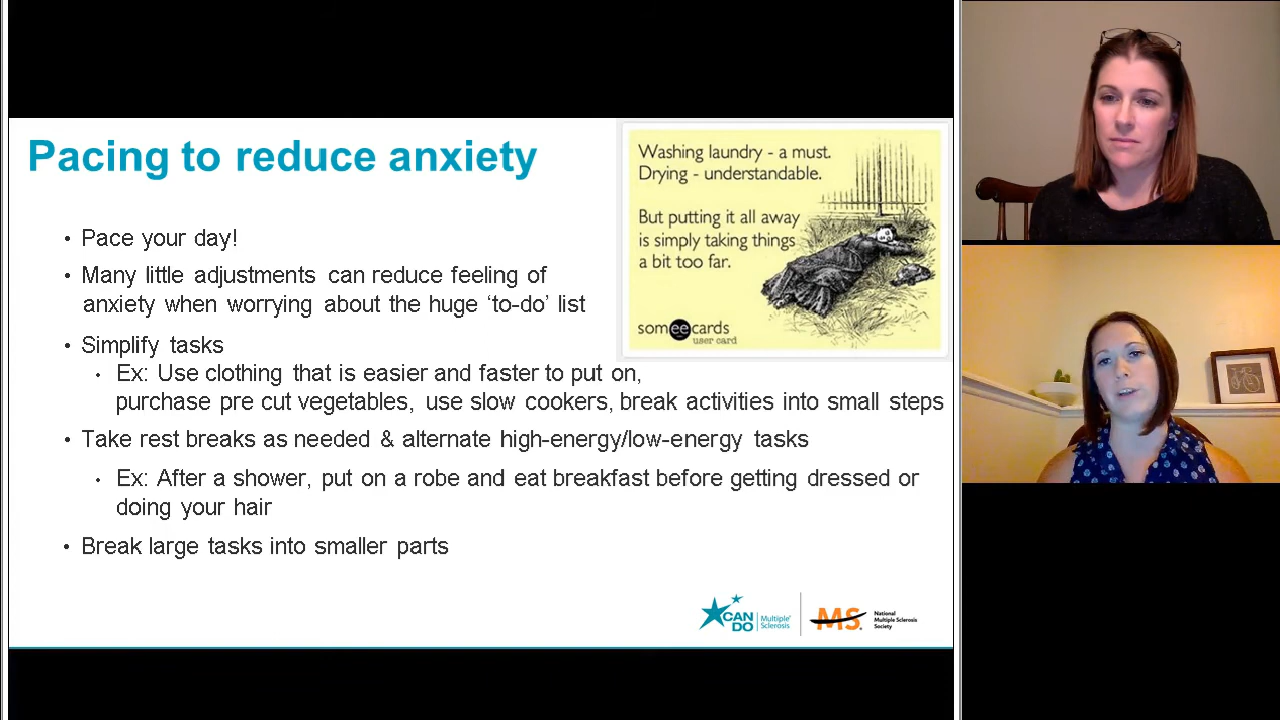 Pacing to reduce anxiety
Washing laundry - a must.
Drying - understandable.
But putting it all away
is simply taking things
a bit too far.
someecards
user card
• Pace your day!
• Many little adjustments can reduce feeling of
anxiety when worrying about the huge ‘to-do’ list
• Simplify tasks
• Ex: Use clothing that is easier and faster to put on,
purchase pre cut vegetables, use slow cookers, break activities into small steps
• Take rest breaks as needed & alternate high-energy/low-energy tasks
• Ex: After a shower, put on a robe and eat breakfast before getting dressed or
doing your hair
• Break large tasks into smaller parts
CAN
DO
Multiple
Sclerosis
MS
National
Multiple Sclerosis
Society